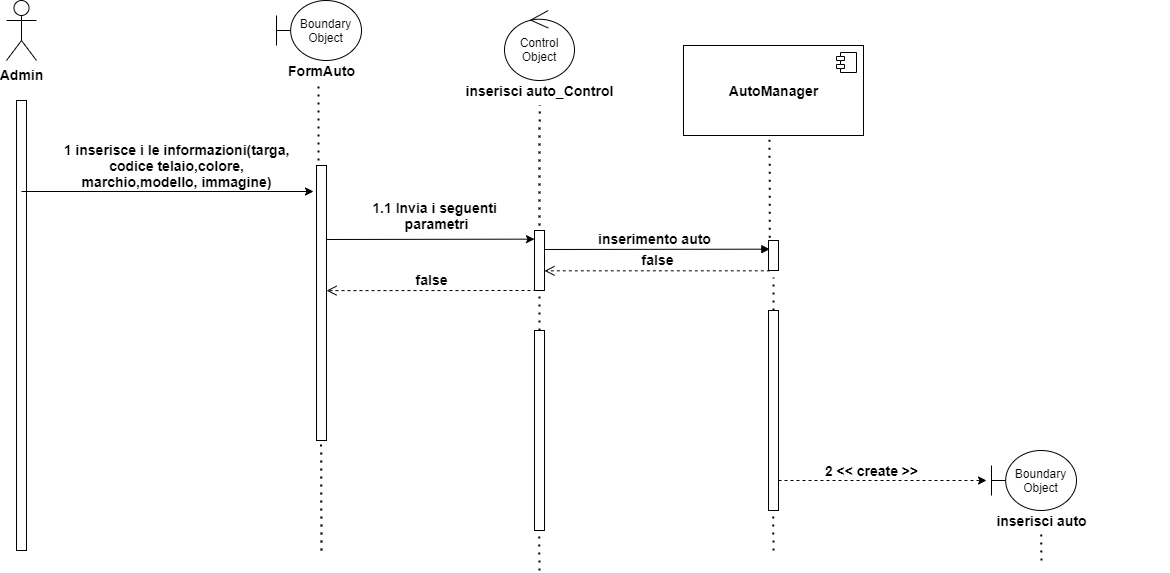 Boundary
Object
FormAuto
Control
Object
inserisci auto_Control
AutoManager
Admin
1 inserisce i le informazioni(targa,
codice telaio,colore,
marchio,modello, immagine)
1.1 Invia i seguenti
parametri
inserimento auto
false
false
2 << create >>
Boundary
Object
inserisci auto